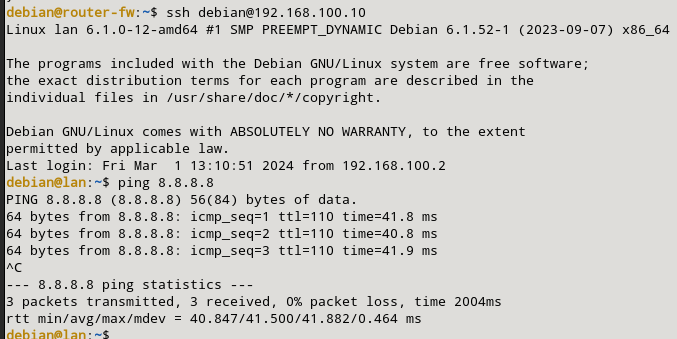 debian@router-fw:~$ ssh debian@192.168.100.10
Linux lan 6.1.0-12-amd64 #1 SMP PREEMPT_DYNAMIC Debian 6.1.52-1 (2023-09-07) x86_64
The programs included with the Debian GNU/Linux system are free software;
the exact distribution terms for each program are described in the
individual files in /usr/share/doc/*/copyright.
Debian GNU/Linux comes with ABSOLUTELY NO WARRANTY, to the extent
permitted by applicable law.
Last login: Fri Mar  1 13:10:51 2024 from 192.168.100.2
debian@lan:~$ ping 8.8.8.8
PING 8.8.8.8 (8.8.8.8) 56(84) bytes of data.
64 bytes from 8.8.8.8: icmp_seq=1 ttl=110 time=41.8 ms
64 bytes from 8.8.8.8: icmp_seq=2 ttl=110 time=40.8 ms
64 bytes from 8.8.8.8: icmp_seq=3 ttl=110 time=41.9 ms
^C
--- 8.8.8.8 ping statistics ---
3 packets transmitted, 3 received, 0% packet loss, time 2004ms
rtt min/avg/max/mdev = 40.847/41.500/41.882/0.464 ms
debian@lan:~$